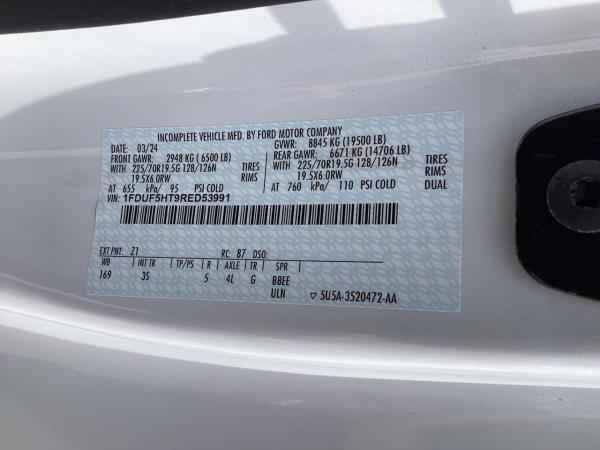 INCOMPLETE VEHICLE MFD. BY FORD MOTOR COMPANY
DATE: 03/24 GVWR: 8845 KG (19500 LB)
FRONT GAWR: 2948 KG (6500 LB) REAR GAWR: 6671 KG (14706 LB)
WITH 225/70R19.5G 128/126N TIRES WITH 225/70R19.5G 128/126N TIRES
19.5X6.0RW RIMS 19.5X6.0RW RIMS
AT 655 kPa/ 95 PSI COLD AT 760 kPa/ 110 PSI COLD DUAL
VIN: 1FDUF5HT9RED53991
EXT PNT: Z1 RC: 87 DSO:
WB INT TR TP/PS R AXLE TR SPR
169 3S 5 4L G BBEE
ULN ▽ 5U5A-3520472-AA